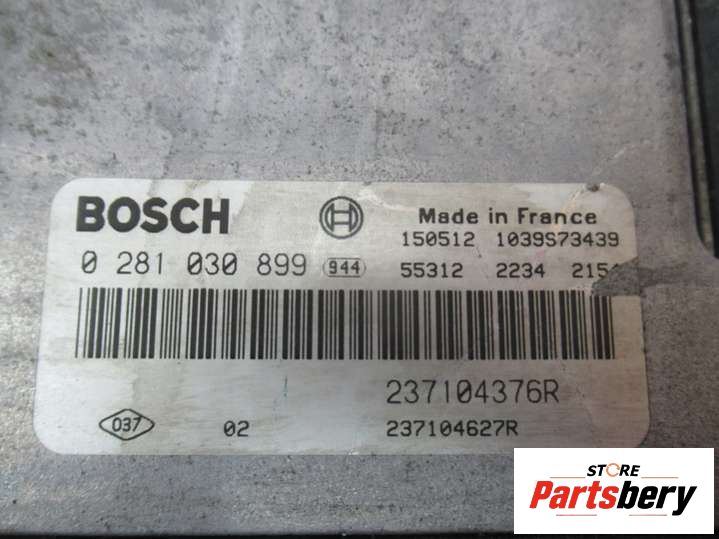 BOSCH
Made in France
150512 1039S73439
0 281 030 899 944
55312 2234
237104376R
037 02 237104627R
STORE
Partsbery